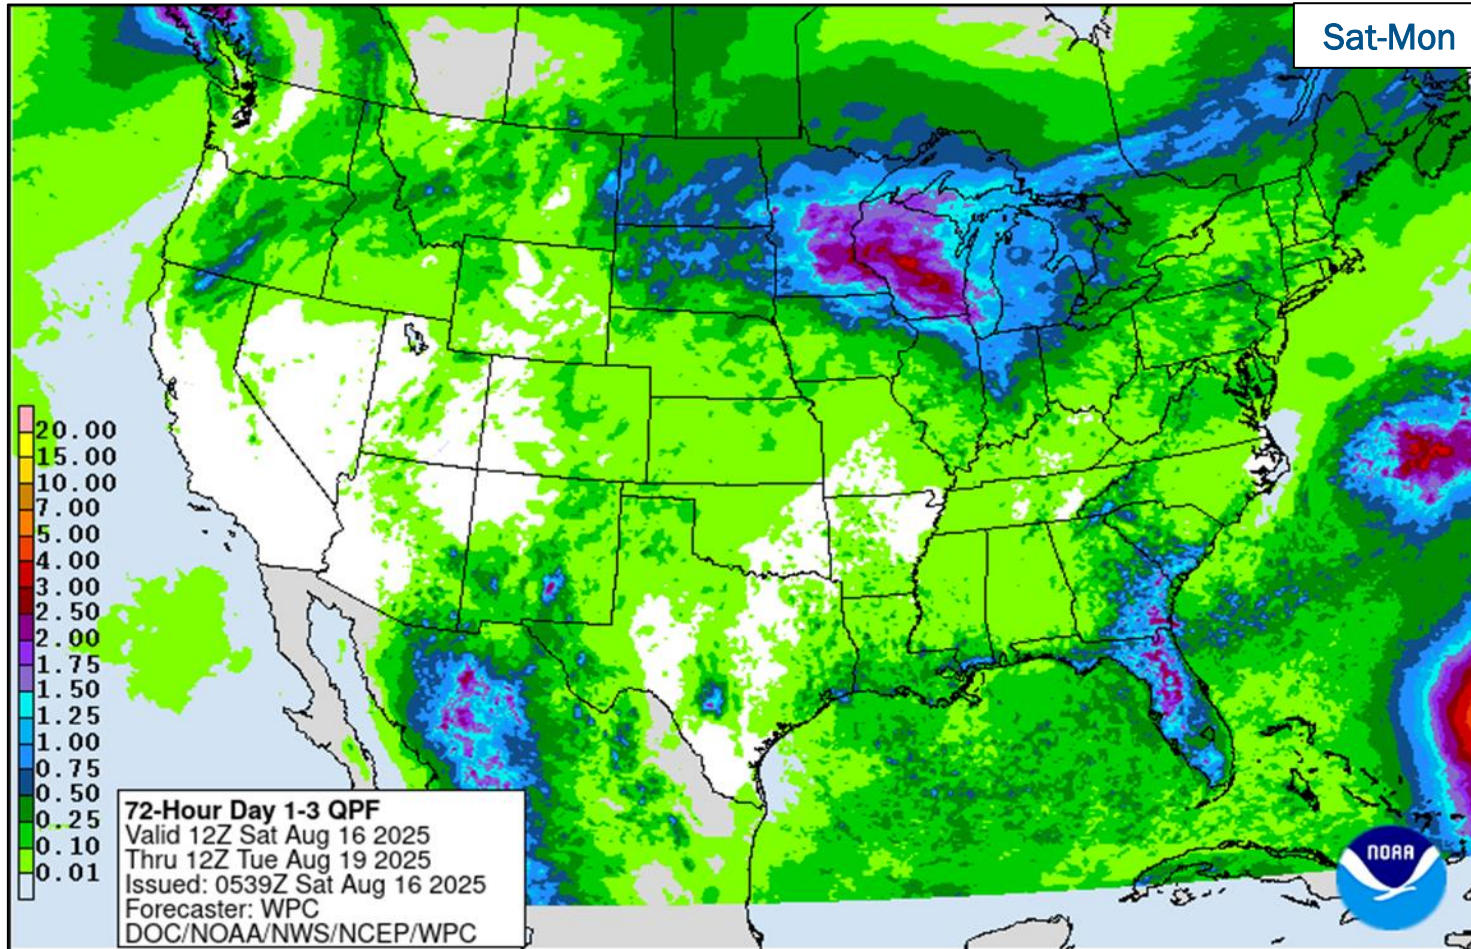 Sat-Mon
20.00
15.00
10.00
7.00
5.00
4.00
3.00
2.50
2.00
1.75
1.50
1.25
1.00
0.75
0.50
0.25
0.10
0.01
72-Hour Day 1-3 QPF
Valid 12Z Sat Aug 16 2025
Thru 12Z Tue Aug 19 2025
Issued: 0539Z Sat Aug 16 2025
Forecaster: WPC
DOC/NOAA/NWS/NCEP/WPC
NOAA